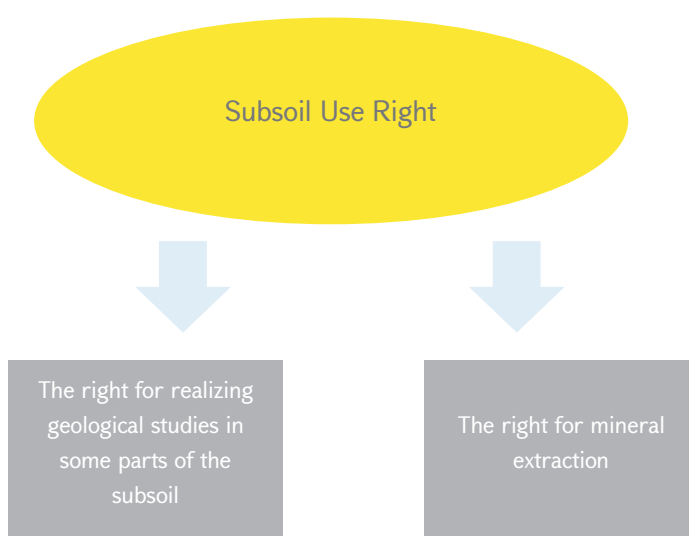 Subsoil Use Right
The right for realizing
geological studies in
some parts of the
subsoil
The right for mineral
extraction